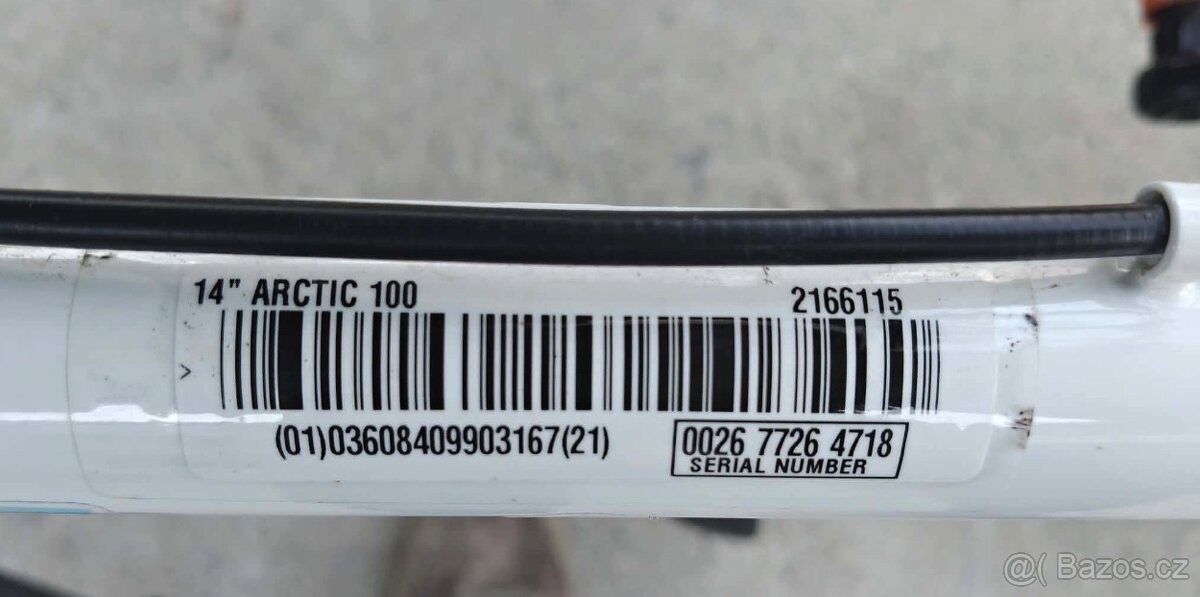 14" ARCTIC 100 2166115
(01)03608409903167(21) 0026 7726 4718
SERIAL NUMBER
@( Bazos.cz